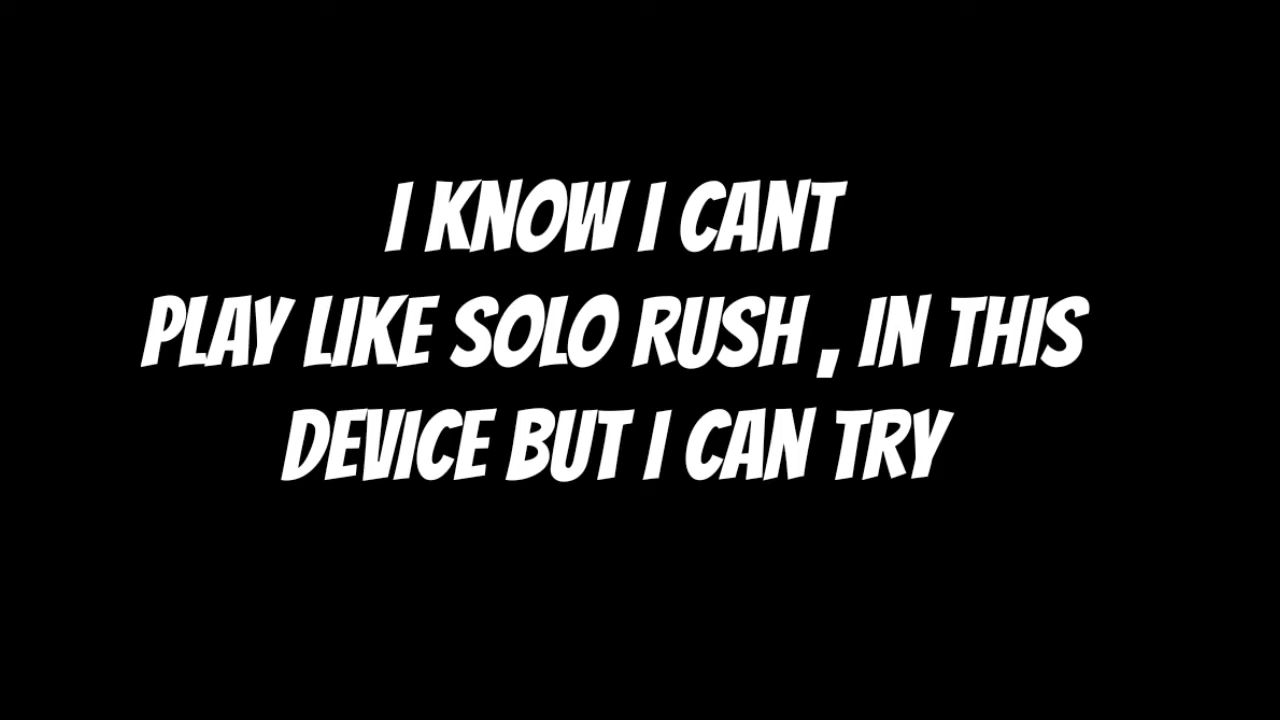 I KNOW I CANT
PLAY LIKE SOLO RUSH , IN THIS
DEVICE BUT I CAN TRY